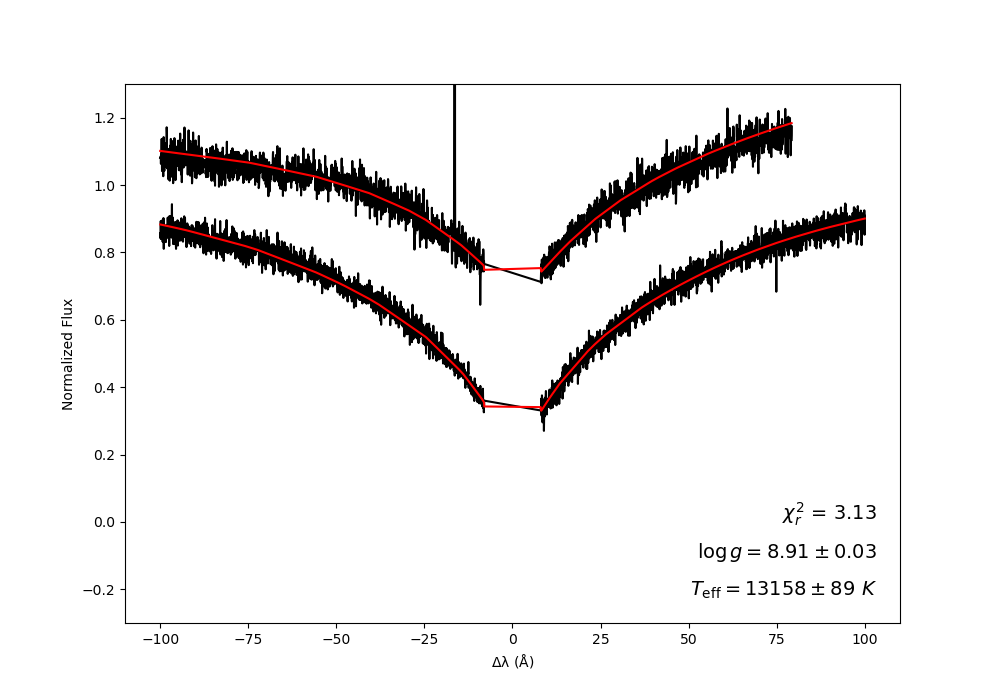 1.2
1.0
0.8
0.6
0.4
0.2
0.0
−0.2
Normalized Flux
χ²ᵣ = 3.13
log g = 8.91 ± 0.03
T_eff = 13158 ± 89 K
−100 −75 −50 −25 0 25 50 75 100
Δλ (Å)